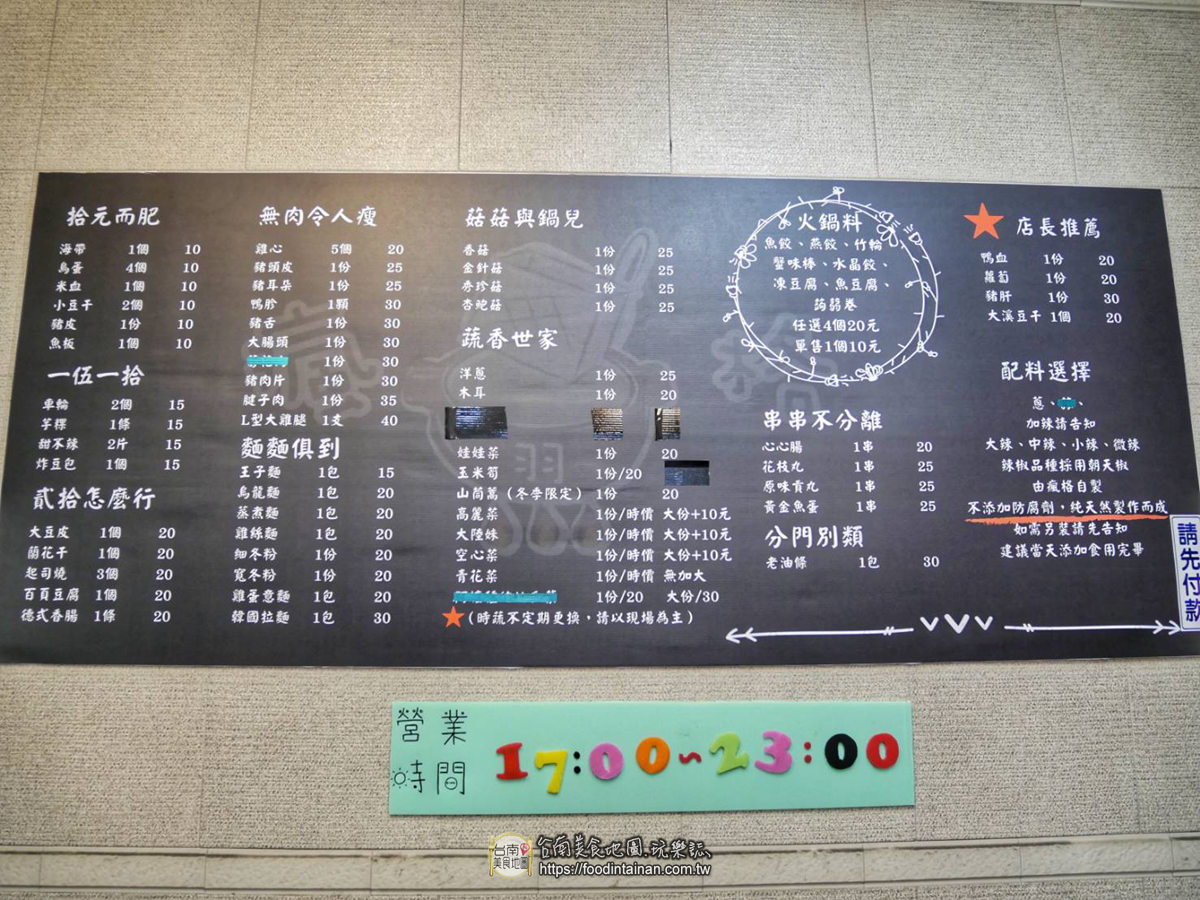 拾元而肥
海帶 1個 10
鳥蛋 4個 10
米血 1個 10
小豆干 2個 10
豬皮 1份 10
魚板 1個 10
一伍一拾
車輪 2個 15
芋粿 1條 15
甜不辣 2片 15
炸豆包 1個 15
貳拾怎麼行
大豆皮 1個 20
蘭花干 1個 20
起司燒 3個 20
百頁豆腐 1個 20
德式香腸 1條 20
無肉令人瘦
雞心 5個 20
豬頭皮 1份 25
豬耳朵 1份 25
鴨胗 1顆 30
豬舌 1份 30
大腸頭 1份 30
1份 30
豬肉片 1份 30
腱子肉 1份 35
L型大雞腿 1支 40
麵麵俱到
王子麵 1包 15
烏龍麵 1包 20
蒸煮麵 1包 20
雞絲麵 1包 20
細冬粉 1份 20
寬冬粉 1份 20
雞蛋意麵 1包 20
韓國拉麵 1包 30
菇菇與鍋兒
香菇 1份 25
金針菇 1份 25
秀珍菇 1份 25
杏鮑菇 1份 25
蔬香世家
洋蔥 1份 25
木耳 1份 20
娃娃菜 1份 20
玉米筍 1份/20
山茼萵（冬季限定） 1份 20
高麗菜 1份/時價 大份+10元
大陸妹 1份/時價 大份+10元
空心菜 1份/時價 大份+10元
青花菜 1份/時價 無加大
1份/20 大份/30
(時蔬不定期更換，請以現場為主)
火鍋料
魚餃、燕餃、竹輪
蟹味棒、水晶餃、
凍豆腐、魚豆腐、
蒟蒻卷
任選4個20元
單售1個10元
串串不分離
心心腸 1串 20
花枝丸 1串 25
原味貢丸 1串 25
黃金魚蛋 1串 25
分門別類
老油條 1包 30
店長推薦
鴨血 1份 20
蘿蔔 1份 20
豬肝 1份 30
大溪豆干 1個 20
配料選擇
蔥、
加辣請告知
大辣、中辣、小辣、微辣
辣椒品種採用朝天椒
由瘋格自製
不添加防腐劑，純天然製作而成
如需另裝請先告知
建議當天添加食用完畢
請先付款
營業時間 17:00~23:00
台南美食地圖
台南美食地圖.玩樂誌
https://foodintainan.com.tw